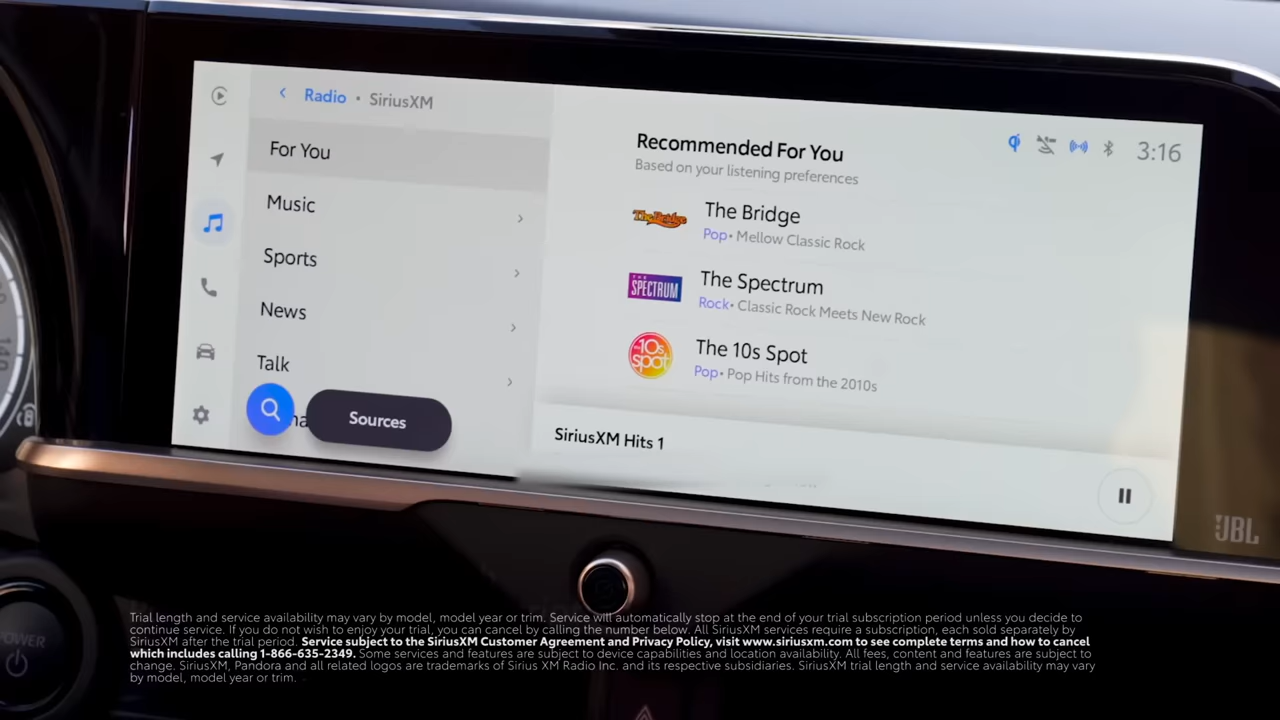 Radio • SiriusXM
For You
Music
Sports
News
Talk
Sources
Recommended For You
Based on your listening preferences
3:16
The Bridge
The Bridge
Pop • Mellow Classic Rock
THE SPECTRUM
The Spectrum
Rock • Classic Rock Meets New Rock
10s spot
The 10s Spot
Pop • Pop Hits from the 2010s
SiriusXM Hits 1
JBL
140
POWER
Trial length and service availability may vary by model, model year or trim. Service will automatically stop at the end of your trial subscription period unless you decide to
continue service. If you do not wish to enjoy your trial, you can cancel by calling the number below. All SiriusXM services require a subscription, each sold separately by
SiriusXM after the trial period. Service subject to the SiriusXM Customer Agreement and Privacy Policy, visit www.siriusxm.com to see complete terms and how to cancel
which includes calling 1-866-635-2349. Some services and features are subject to device capabilities and location availability. All fees, content and features are subject to
change. SiriusXM, Pandora and all related logos are trademarks of Sirius XM Radio Inc. and its respective subsidiaries. SiriusXM trial length and service availability may vary
by model, model year or trim.